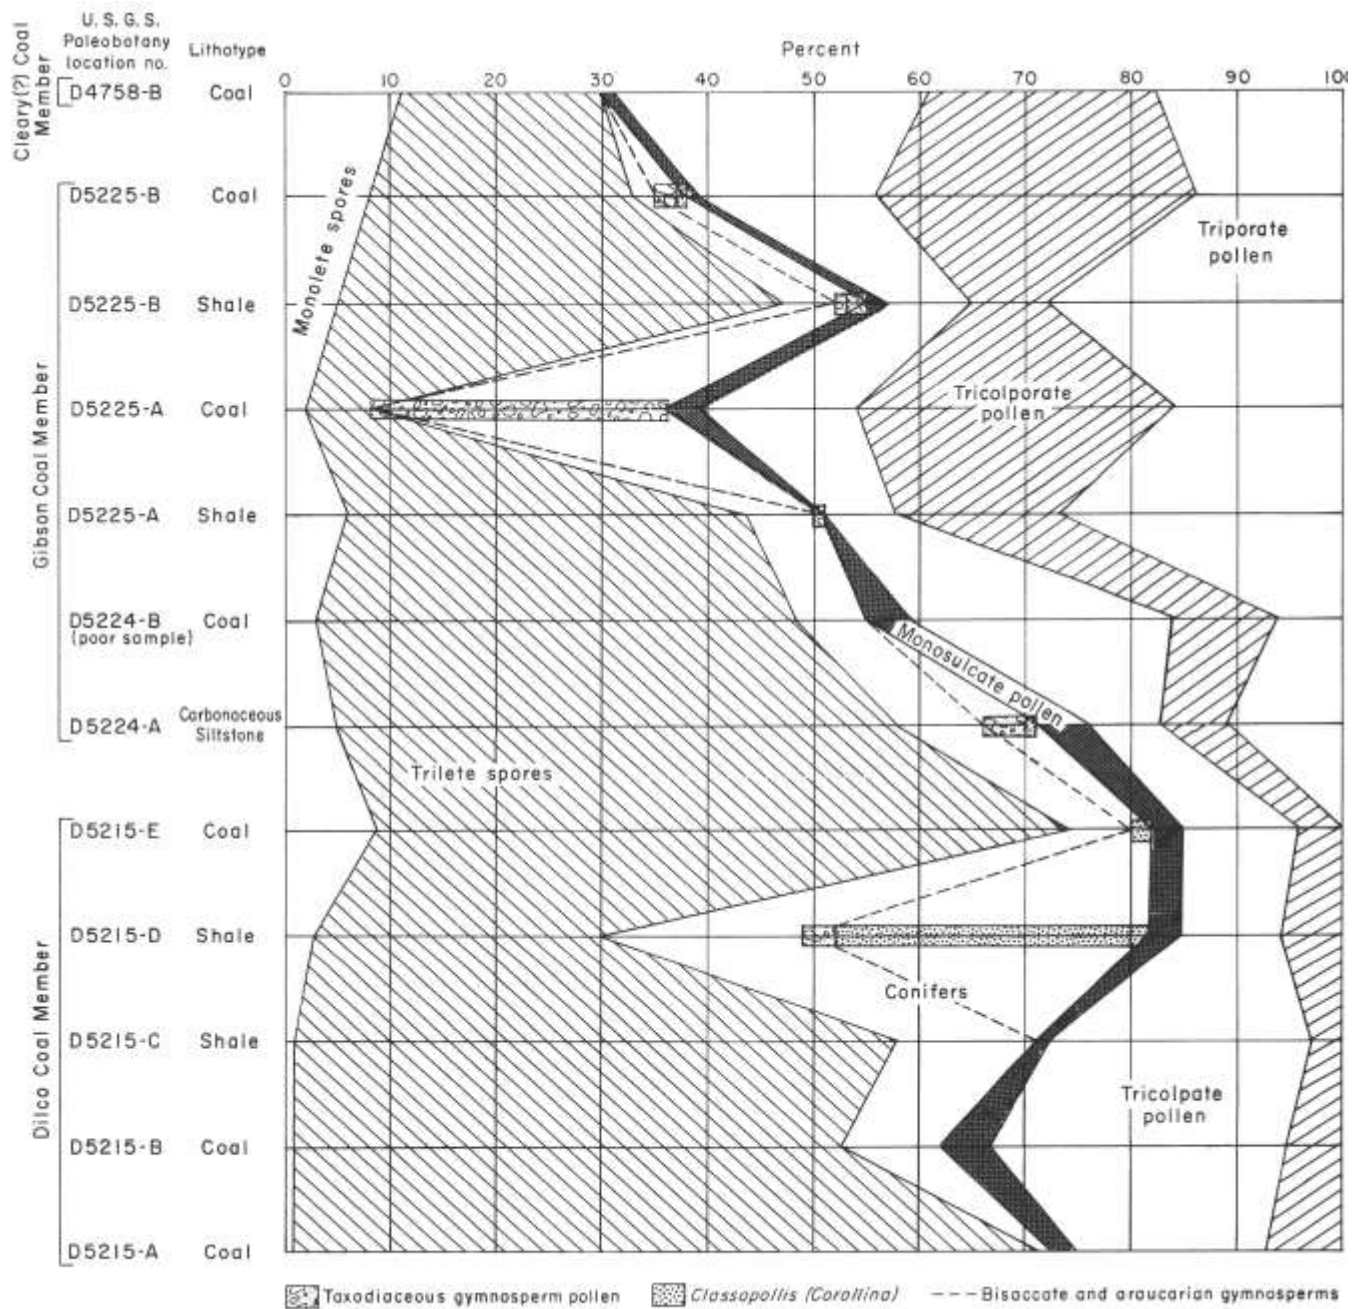 U. S. G. S.
Paleobotany
location no.
Lithotype
Percent
0 10 20 30 40 50 60 70 80 90 100
Cleary(?) Coal
Member
D4758-B Coal
Gibson Coal Member
D5225-B Coal
D5225-B Shale
D5225-A Coal
D5225-A Shale
D5224-B Coal
(poor sample)
D5224-A Carbonaceous
Siltstone
Dilco Coal Member
D5215-E Coal
D5215-D Shale
D5215-C Shale
D5215-B Coal
D5215-A Coal
Monolete spores
Triporate
pollen
Tricolporate
pollen
Monosulcate pollen
Trilete spores
Conifers
Tricolpate
pollen
Taxodiaceous gymnosperm pollen Classopollis (Corollina) Bisaccate and araucarian gymnosperms